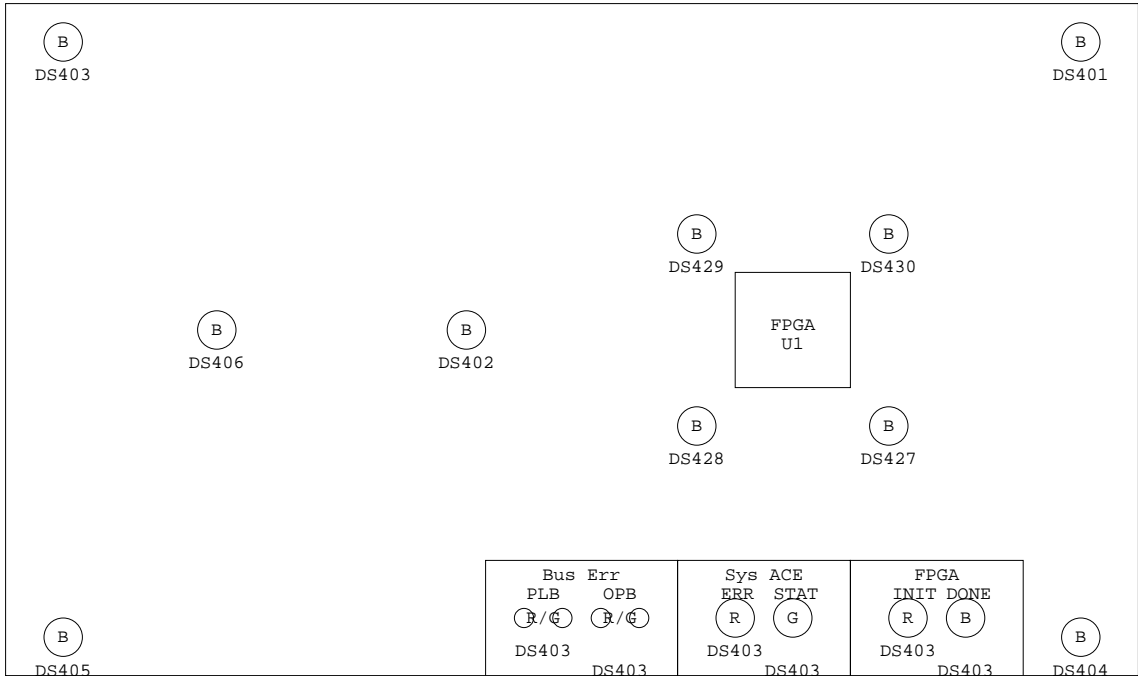 B B
DS403 DS401
B B
DS429 DS430
FPGA
U1
B B
DS406 DS402
B B
DS428 DS427
Bus Err Sys ACE FPGA
PLB OPB ERR STAT INIT DONE
R/G R/G R G R B
B B
DS403 DS403 DS403
DS405 DS403 DS403 DS403 DS404